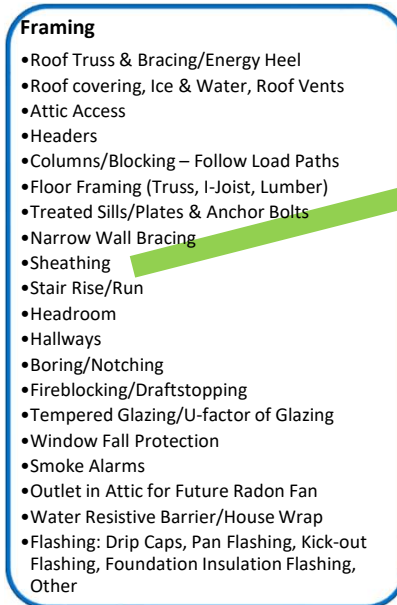 Framing
•Roof Truss & Bracing/Energy Heel
•Roof covering, Ice & Water, Roof Vents
•Attic Access
•Headers
•Columns/Blocking – Follow Load Paths
•Floor Framing (Truss, I-Joist, Lumber)
•Treated Sills/Plates & Anchor Bolts
•Narrow Wall Bracing
•Sheathing
•Stair Rise/Run
•Headroom
•Hallways
•Boring/Notching
•Fireblocking/Draftstopping
•Tempered Glazing/U-factor of Glazing
•Window Fall Protection
•Smoke Alarms
•Outlet in Attic for Future Radon Fan
•Water Resistive Barrier/House Wrap
•Flashing: Drip Caps, Pan Flashing, Kick-out
Flashing, Foundation Insulation Flashing,
Other